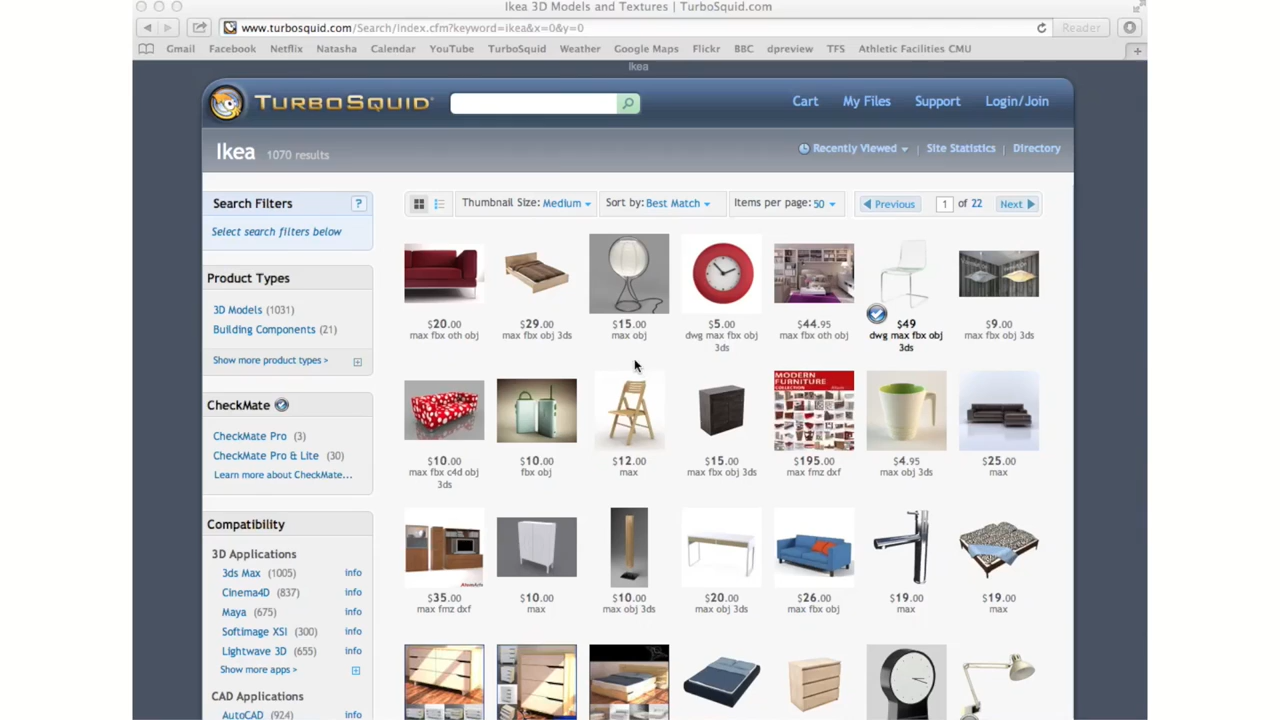 Ikea 3D Models and Textures | TurboSquid.com
www.turbosquid.com/Search/Index.cfm?keyword=ikea&x=0&y=0
Reader
Gmail Facebook Netflix Natasha Calendar YouTube TurboSquid Weather Google Maps Flickr BBC dpreview TFS Athletic Facilities CMU
Ikea
TURBOSQUID
Cart My Files Support Login/Join
Ikea 1070 results
Recently Viewed | Site Statistics | Directory
Search Filters ?
Select search filters below
Thumbnail Size: Medium Sort by: Best Match Items per page: 50 Previous 1 of 22 Next
Product Types
3D Models (1031)
Building Components (21)
Show more product types >
$20.00 $29.00 $15.00 $5.00 $44.95 $49 $9.00
max fbx oth obj max fbx obj 3ds max obj dwg max fbx obj 3ds max fbx oth obj dwg max fbx obj 3ds max fbx obj 3ds
CheckMate
CheckMate Pro (3)
CheckMate Pro & Lite (30)
Learn more about CheckMate...
MODERN
FURNITURE
COLLECTION
$10.00 $10.00 $12.00 $15.00 $195.00 $4.95 $25.00
max fbx c4d obj 3ds fbx obj max max fbx obj 3ds max fmz dxf max obj 3ds max
Compatibility
3D Applications
3ds Max (1005) info
Cinema4D (837) info
Maya (675) info
Softimage XSI (300) info
Lightwave 3D (655) info
Show more apps >
$35.00 $10.00 $10.00 $20.00 $26.00 $19.00 $19.00
max fmz dxf max max obj 3ds max obj 3ds max fbx obj max max
CAD Applications
AutoCAD (924) info